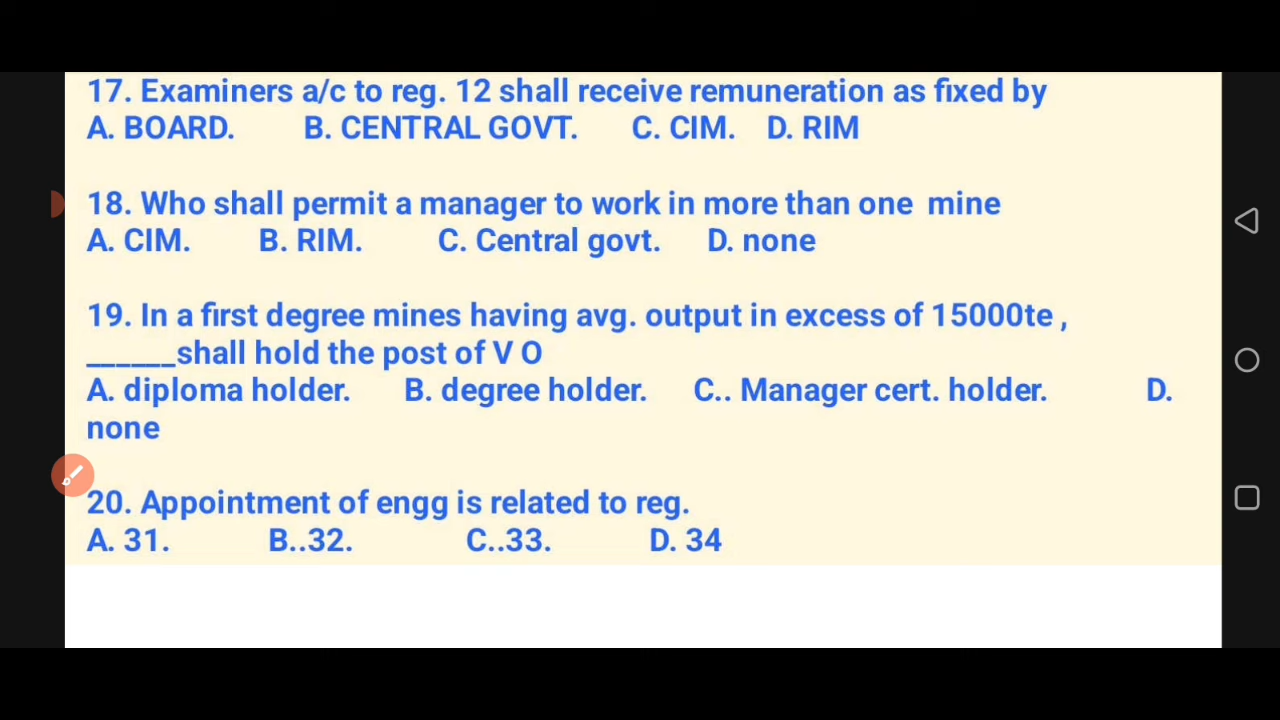 17. Examiners a/c to reg. 12 shall receive remuneration as fixed by
A. BOARD. B. CENTRAL GOVT. C. CIM. D. RIM
18. Who shall permit a manager to work in more than one mine
A. CIM. B. RIM. C. Central govt. D. none
19. In a first degree mines having avg. output in excess of 15000te ,
______shall hold the post of V O
A. diploma holder. B. degree holder. C.. Manager cert. holder. D.
none
20. Appointment of engg is related to reg.
A. 31. B..32. C..33. D. 34